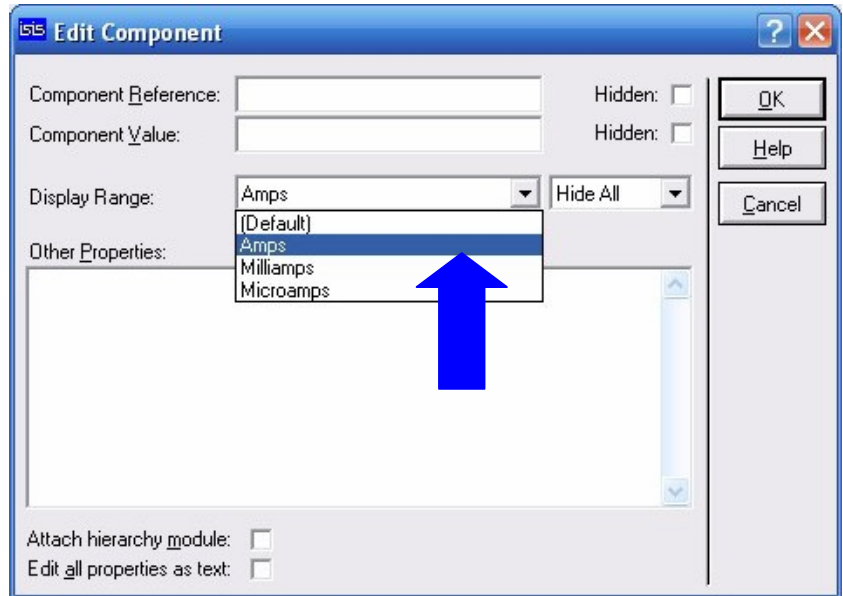 isis Edit Component
Component Reference: Hidden:
Component Value: Hidden:
OK
Help
Display Range: Amps Hide All
Cancel
(Default)
Amps
Milliamps
Microamps
Other Properties:
Attach hierarchy module:
Edit all properties as text: